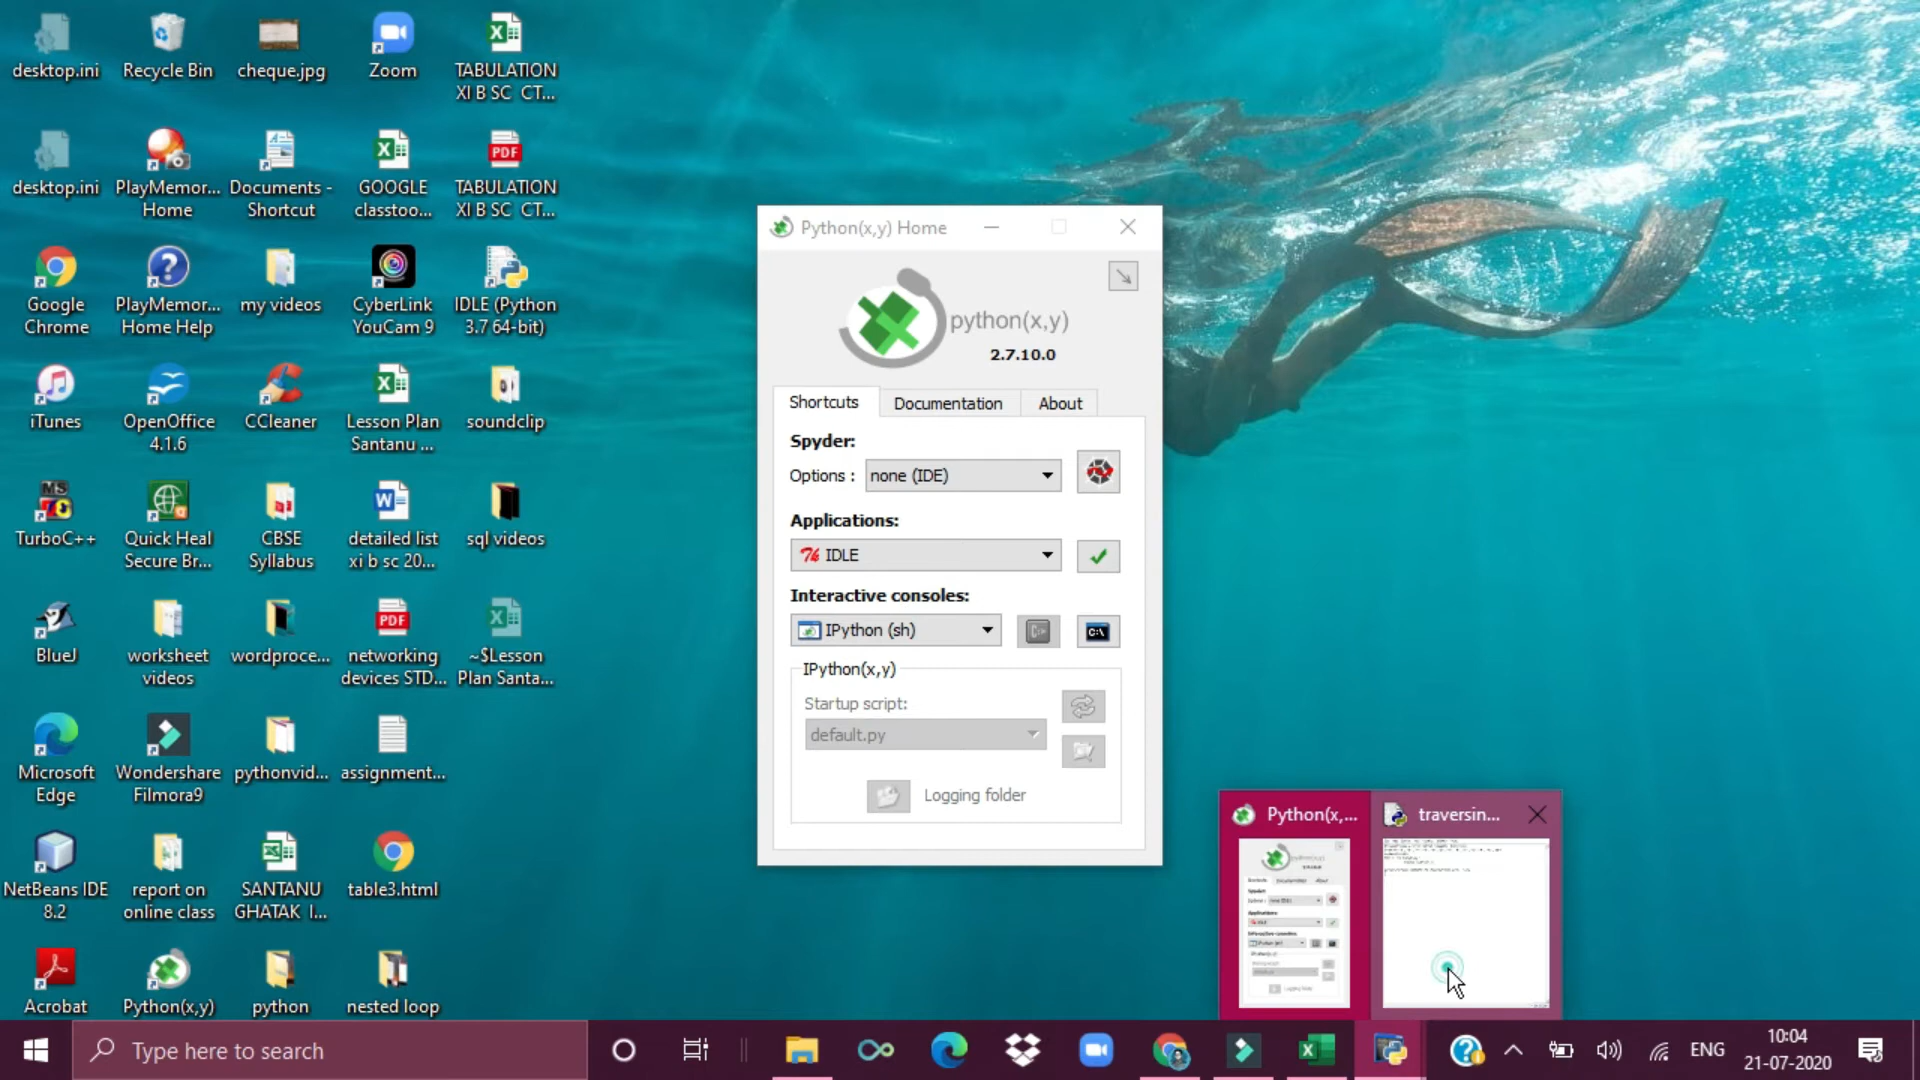 desktop.ini
Recycle Bin
cheque.jpg
Zoom
TABULATION
XI B SC CT...
desktop.ini
PlayMemor...
Home
Documents -
Shortcut
GOOGLE
classtoo...
PDF
TABULATION
XI B SC CT...
Google
Chrome
PlayMemor...
Home Help
my videos
CyberLink
YouCam 9
IDLE (Python
3.7 64-bit)
iTunes
OpenOffice
4.1.6
CCleaner
Lesson Plan
Santanu ...
soundclip
MS
TurboC++
Quick Heal
Secure Br...
CBSE
Syllabus
detailed list
xi b sc 20...
sql videos
BlueJ
worksheet
videos
wordproce...
PDF
networking
devices STD...
~$Lesson
Plan Santa...
Microsoft
Edge
Wondershare
Filmora9
pythonvid...
assignment...
NetBeans IDE
8.2
report on
online class
SANTANU
GHATAK I...
table3.html
Acrobat
Python(x,y)
python
nested loop
Python(x,y) Home
python(x,y)
2.7.10.0
Shortcuts
Documentation
About
Spyder:
Options :
none (IDE)
Applications:
IDLE
Interactive consoles:
IPython (sh)
C:\
IPython(x,y)
Startup script:
default.py
Logging folder
Python(x,...
traversin...
Type here to search
ENG
10:04
21-07-2020